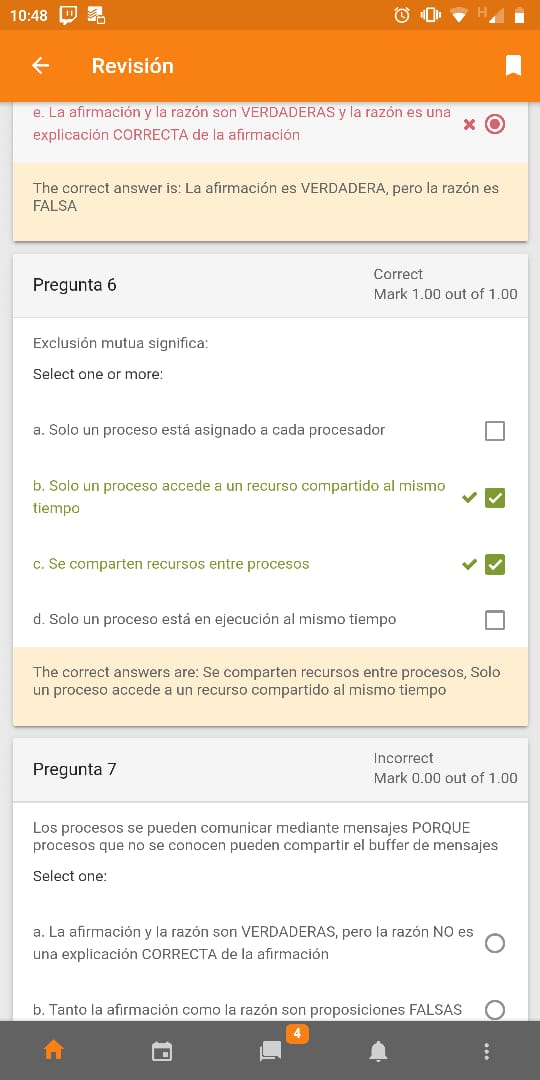 10:48
H
Revisión
e. La afirmación y la razón son VERDADERAS y la razón es una
explicación CORRECTA de la afirmación
The correct answer is: La afirmación es VERDADERA, pero la razón es
FALSA
Pregunta 6
Correct
Mark 1.00 out of 1.00
Exclusión mutua significa:
Select one or more:
a. Solo un proceso está asignado a cada procesador
b. Solo un proceso accede a un recurso compartido al mismo
tiempo
c. Se comparten recursos entre procesos
d. Solo un proceso está en ejecución al mismo tiempo
The correct answers are: Se comparten recursos entre procesos, Solo
un proceso accede a un recurso compartido al mismo tiempo
Pregunta 7
Incorrect
Mark 0.00 out of 1.00
Los procesos se pueden comunicar mediante mensajes PORQUE
procesos que no se conocen pueden compartir el buffer de mensajes
Select one:
a. La afirmación y la razón son VERDADERAS, pero la razón NO es
una explicación CORRECTA de la afirmación
b. Tanto la afirmación como la razón son proposiciones FALSAS
4